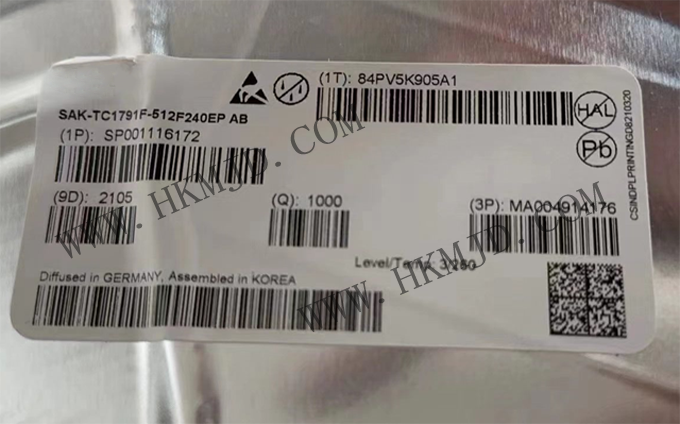 (1T): 84PV5K905A1
SAK-TC1791F-512F240EP AB
(1P): SP001116172
HAL
Pb
CSINDPLPRINTINGD8210320
(9D): 2105
(Q): 1000
(3P): MA004914176
Level/Temp: 3/260
Diffused in GERMANY, Assembled in KOREA
WWW.HKMJD.COM
WWW.HKMJD.COM